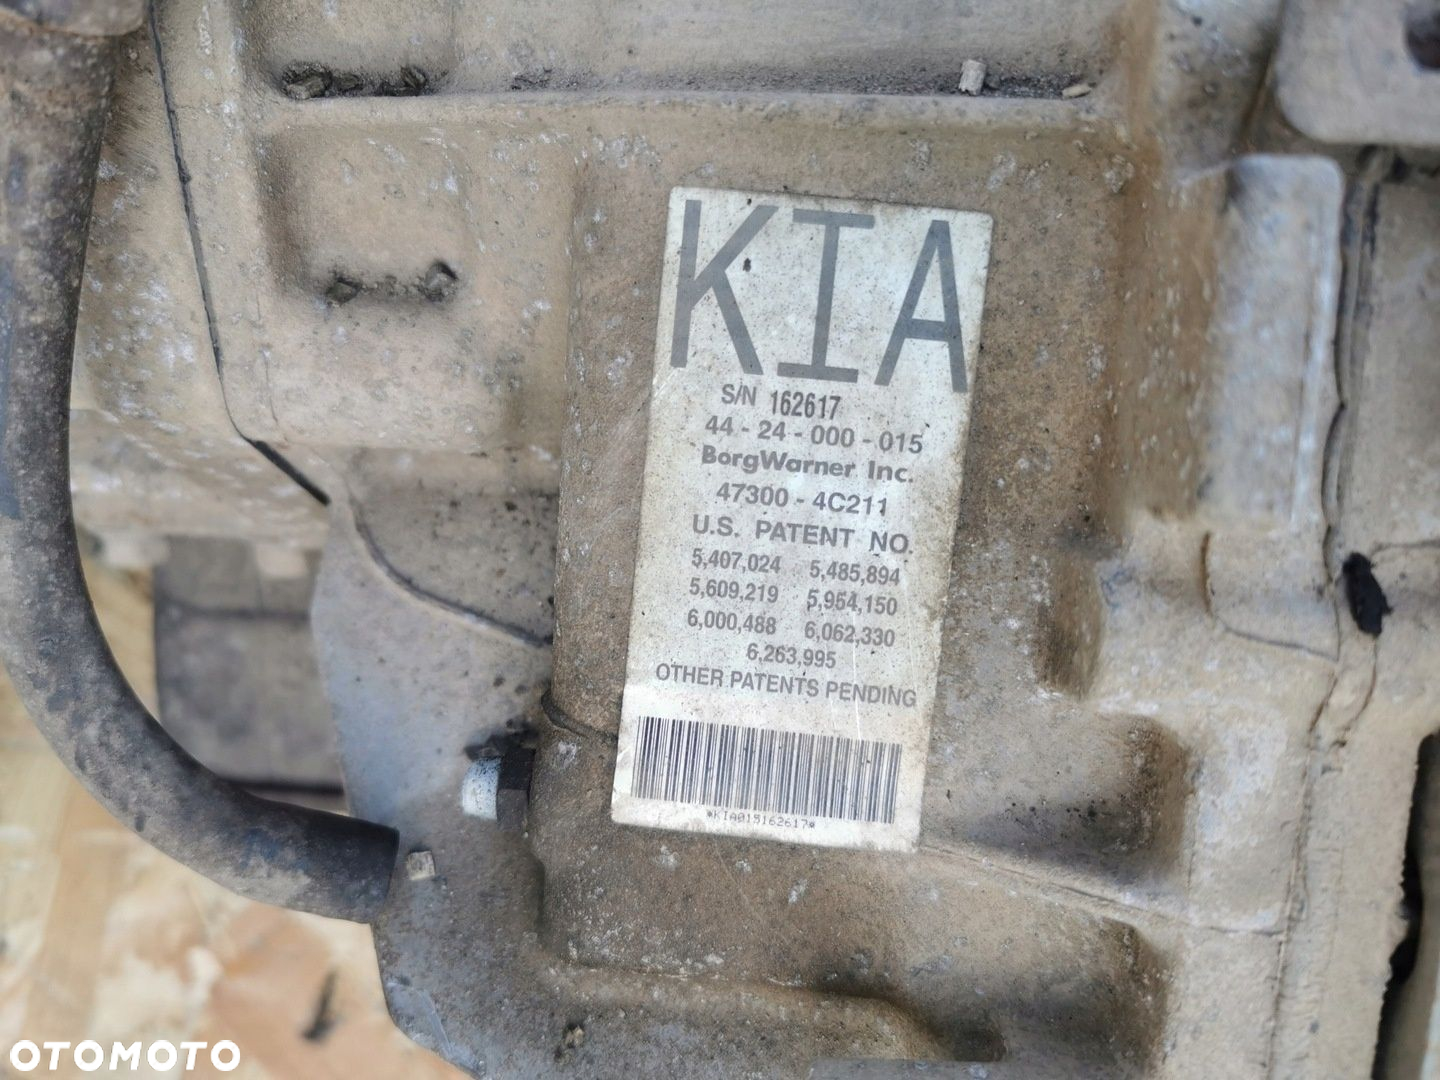 KIA
S/N 162617
44 - 24 - 000 - 015
BorgWarner Inc.
47300 - 4C211
U.S. PATENT NO.
5,407,024 5,485,894
5,609,219 5,954,150
6,000,488 6,062,330
6,263,995
OTHER PATENTS PENDING
*KIA015162617*
OTOMOTO